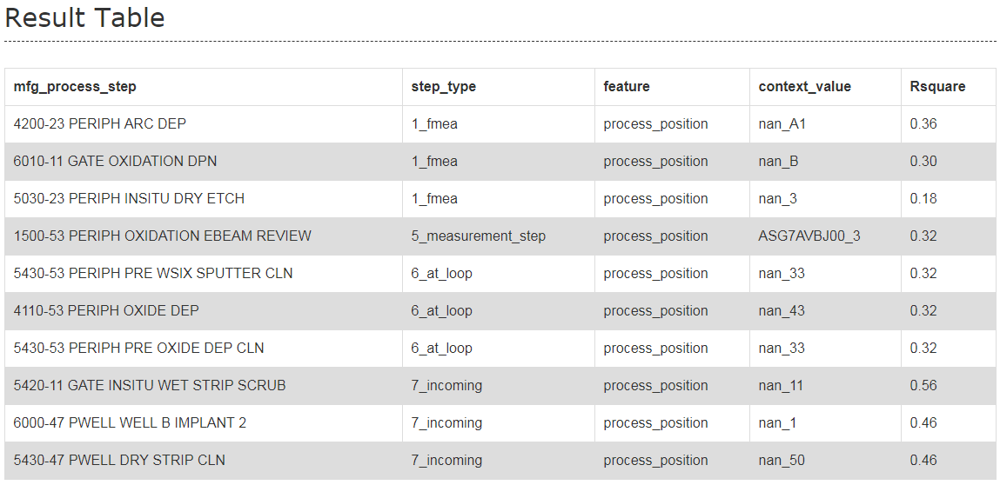 Result Table
mfg_process_step step_type feature context_value Rsquare
4200-23 PERIPH ARC DEP 1_fmea process_position nan_A1 0.36
6010-11 GATE OXIDATION DPN 1_fmea process_position nan_B 0.30
5030-23 PERIPH INSITU DRY ETCH 1_fmea process_position nan_3 0.18
1500-53 PERIPH OXIDATION EBEAM REVIEW 5_measurement_step process_position ASG7AVBJ00_3 0.32
5430-53 PERIPH PRE WSIX SPUTTER CLN 6_at_loop process_position nan_33 0.32
4110-53 PERIPH OXIDE DEP 6_at_loop process_position nan_43 0.32
5430-53 PERIPH PRE OXIDE DEP CLN 6_at_loop process_position nan_33 0.32
5420-11 GATE INSITU WET STRIP SCRUB 7_incoming process_position nan_11 0.56
6000-47 PWELL WELL B IMPLANT 2 7_incoming process_position nan_1 0.46
5430-47 PWELL DRY STRIP CLN 7_incoming process_position nan_50 0.46